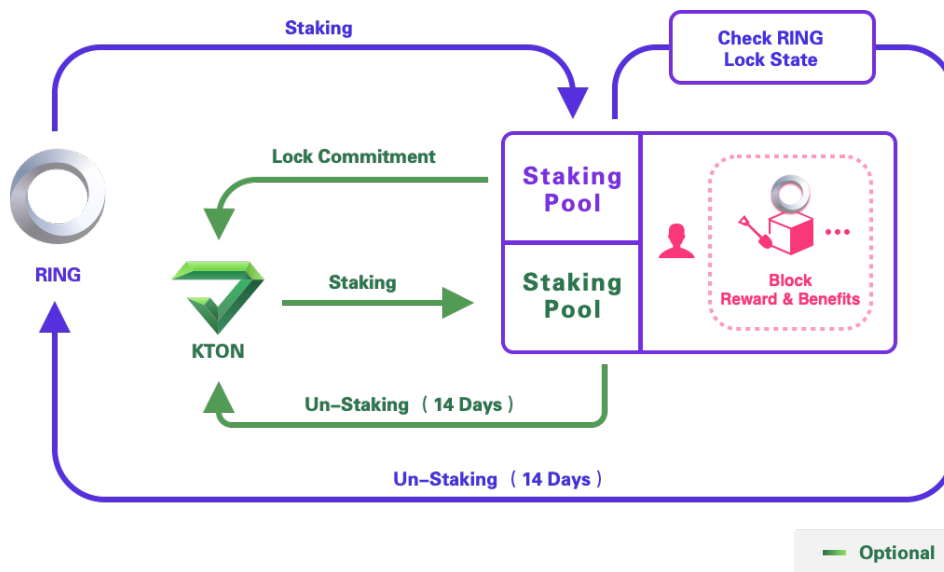 Staking
Check RING
Lock State
Lock Commitment
Staking
Pool
RING
Staking
KTON
Staking
Pool
Block
Reward & Benefits
Un–Staking ( 14 Days )
Un–Staking ( 14 Days )
Optional